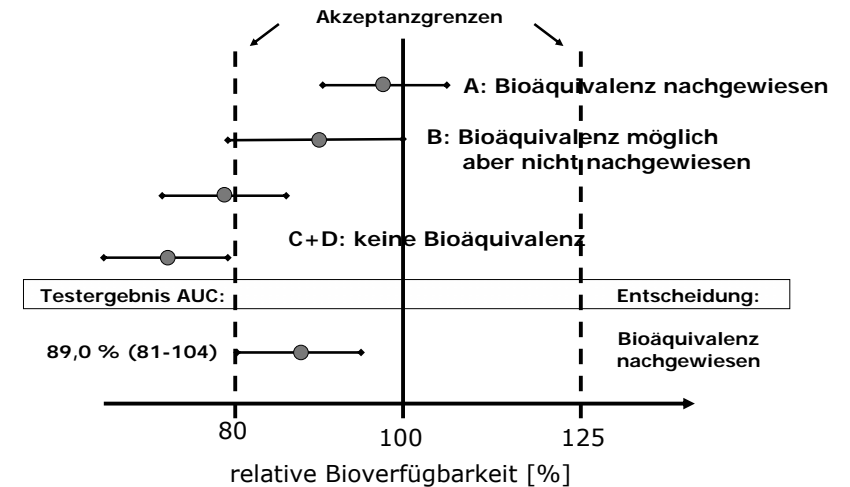 Akzeptanzgrenzen
A: Bioäquivalenz nachgewiesen
B: Bioäquivalenz möglich
aber nicht nachgewiesen
C+D: keine Bioäquivalenz
Testergebnis AUC:
Entscheidung:
89,0 % (81-104)
Bioäquivalenz
nachgewiesen
80
100
125
relative Bioverfügbarkeit [%]